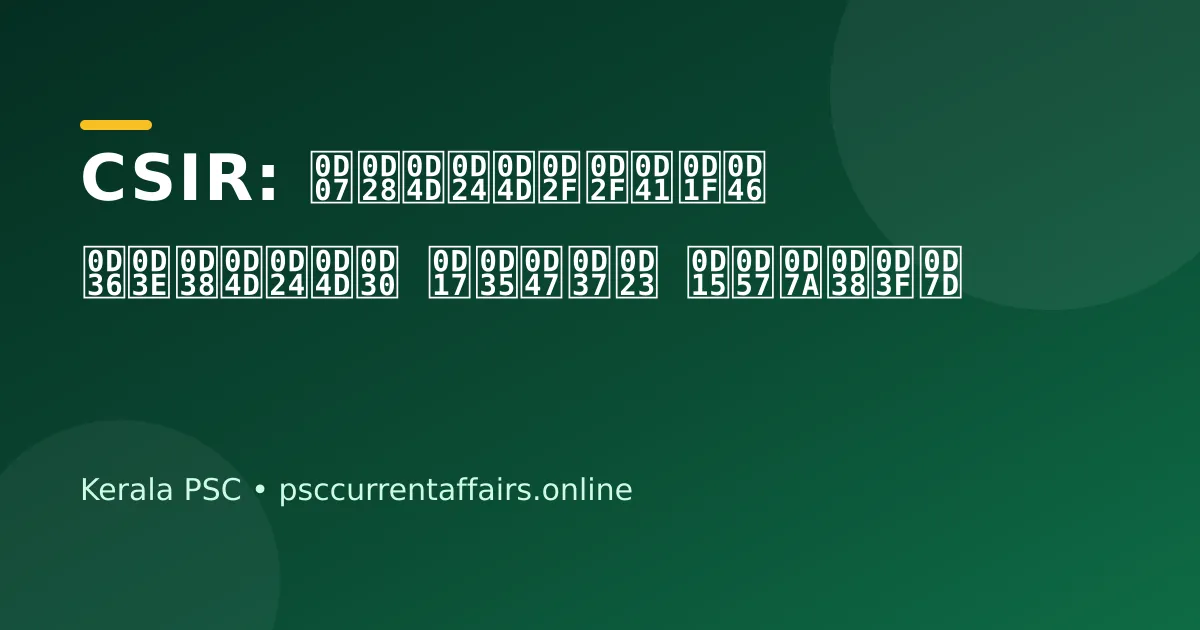 CSIR: ഇന്ത്യയുടെ
ശാസ്ത്ര ഗവേഷണ കൗൺസിൽ
Kerala PSC • psccurrentaffairs.online